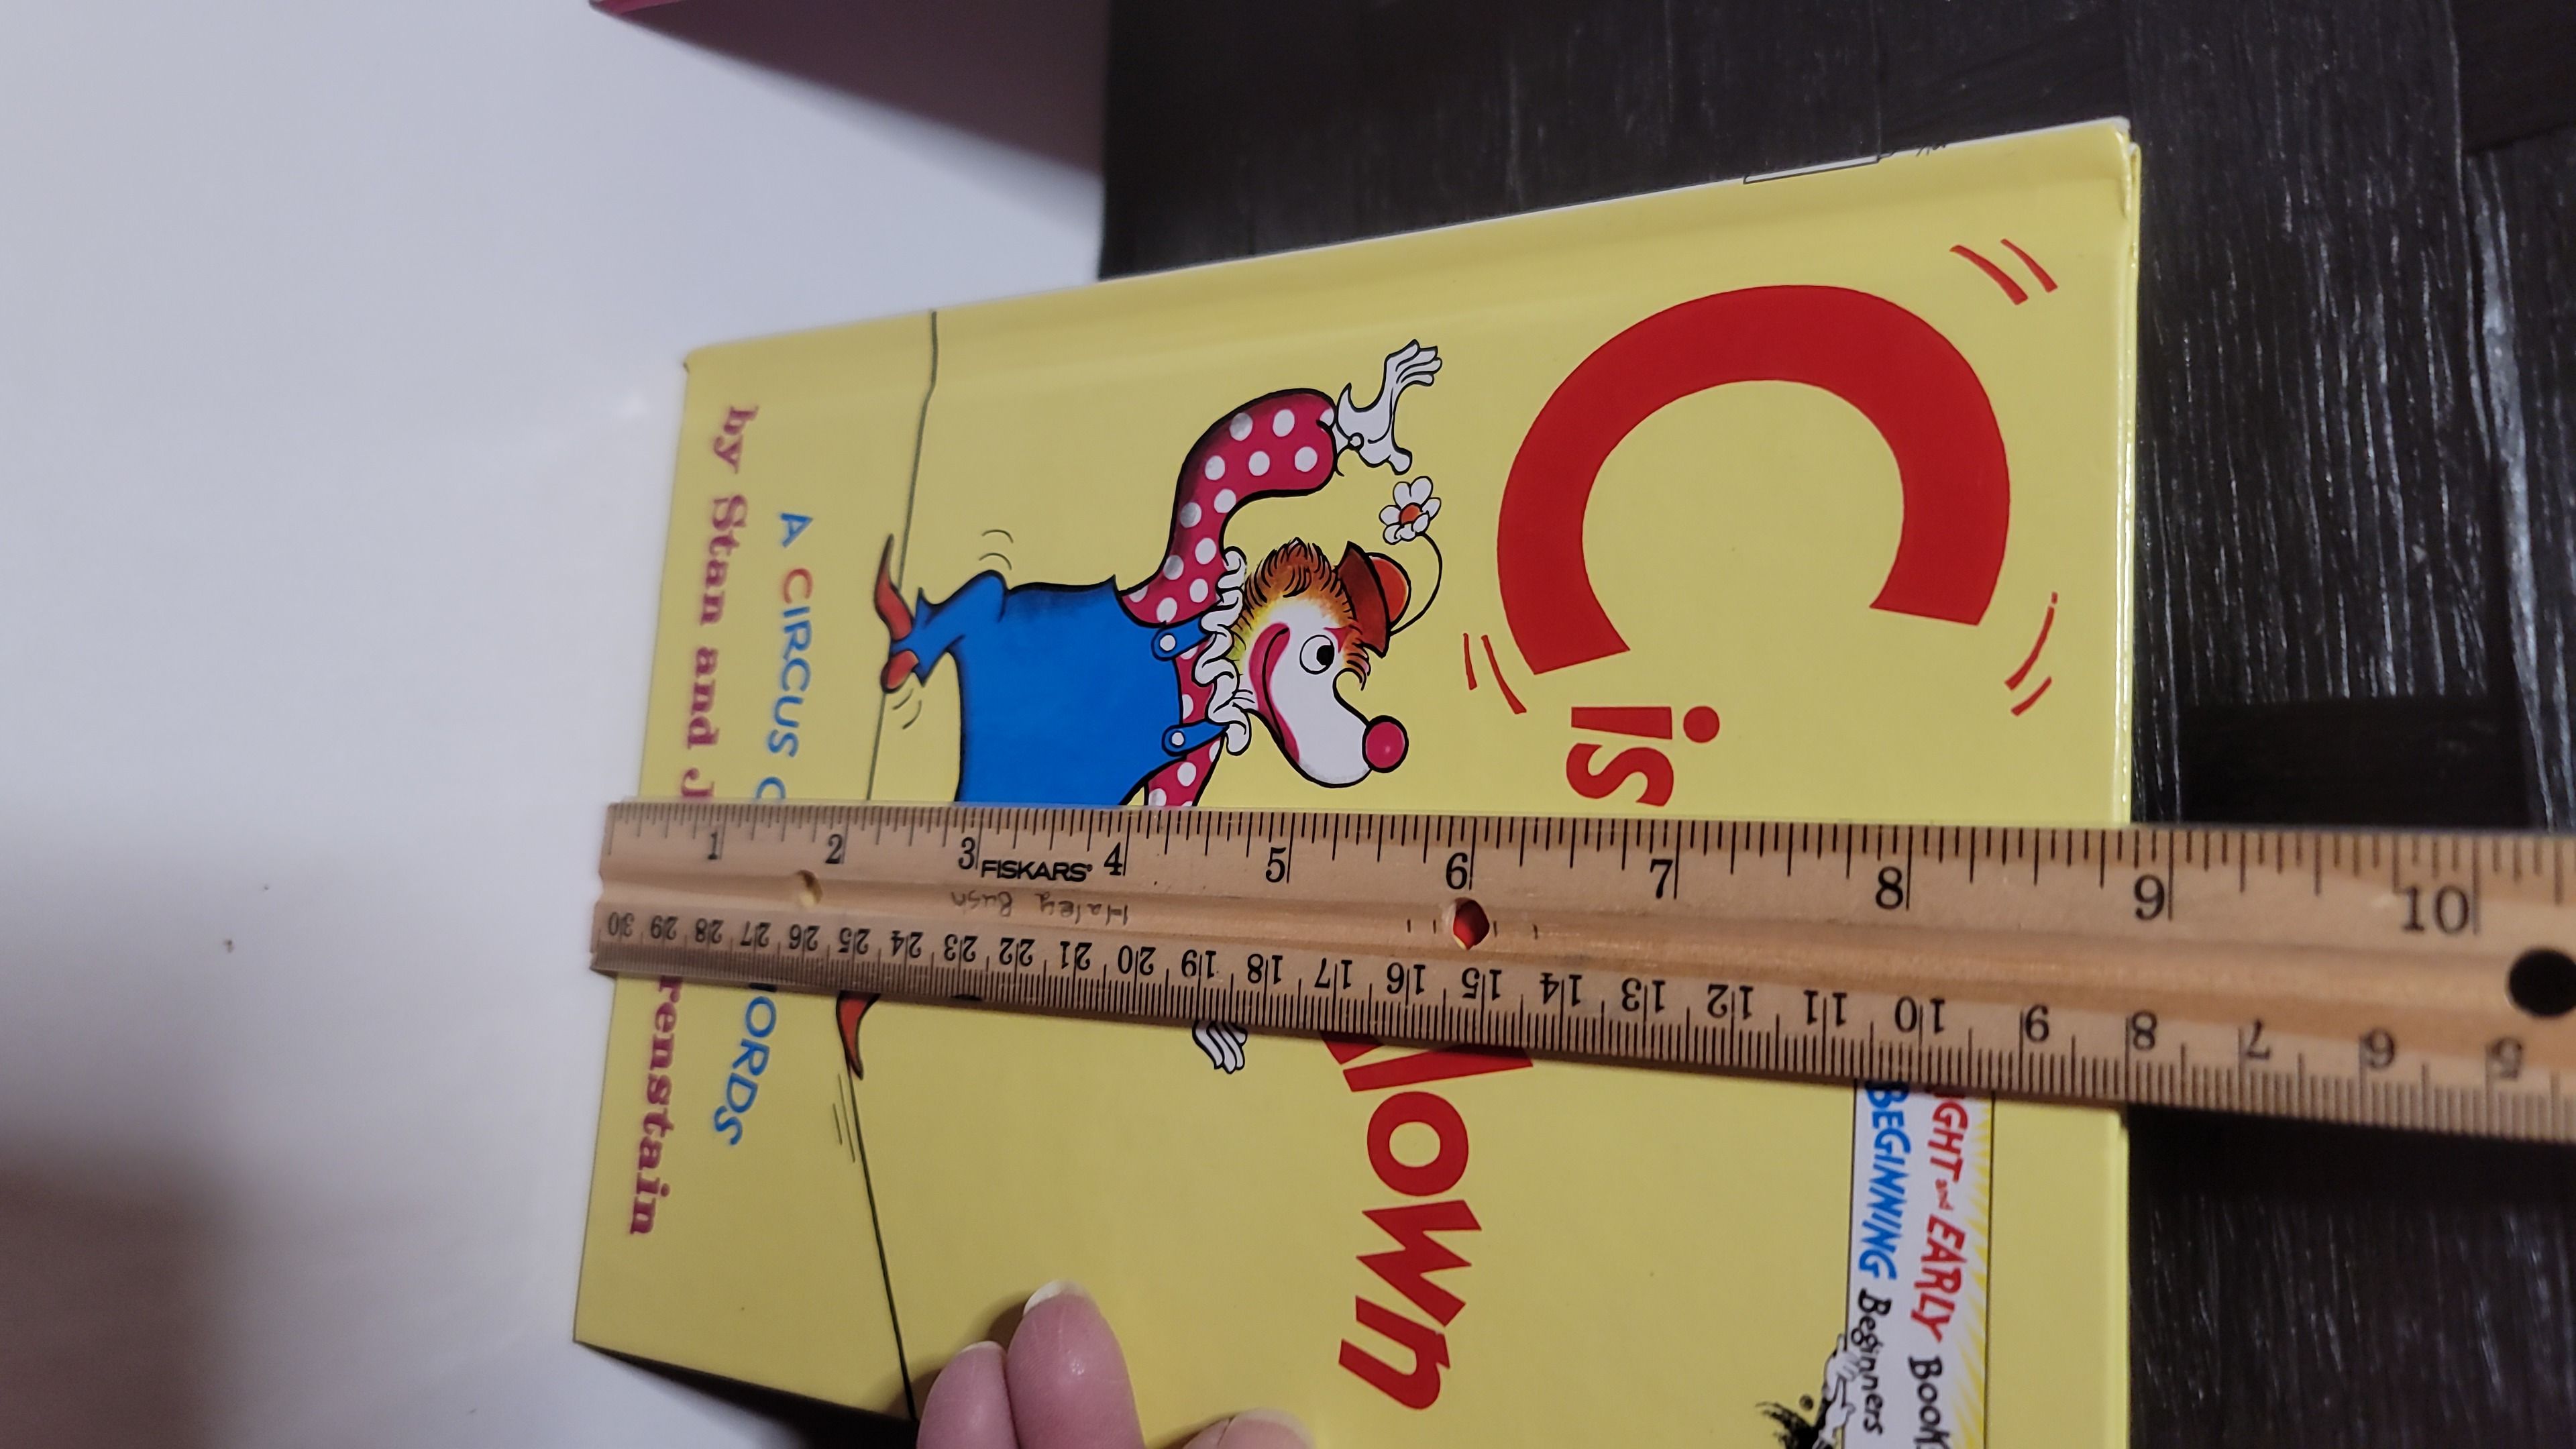 C
is
lown
A CIRCUS ORDS
by Stan and renstain
GHT and EARLY BOOK
BEGINNING Beginners
1 2 3 4 5 6 7 8 9 10
FISKARS®
Haley Bush
30 29 28 27 26 25 24 23 22 21 20 19 18 17 16 15 14 13 12 11 10 9 8 7 6 5